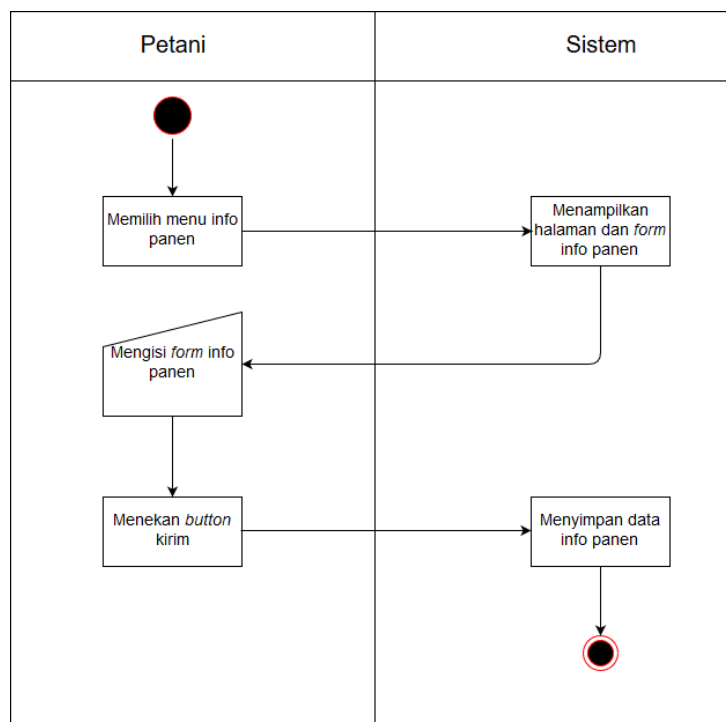 Petani
Sistem
Memilih menu info
panen
Menampilkan
halaman dan form
info panen
Mengisi form info
panen
Menekan button
kirim
Menyimpan data
info panen